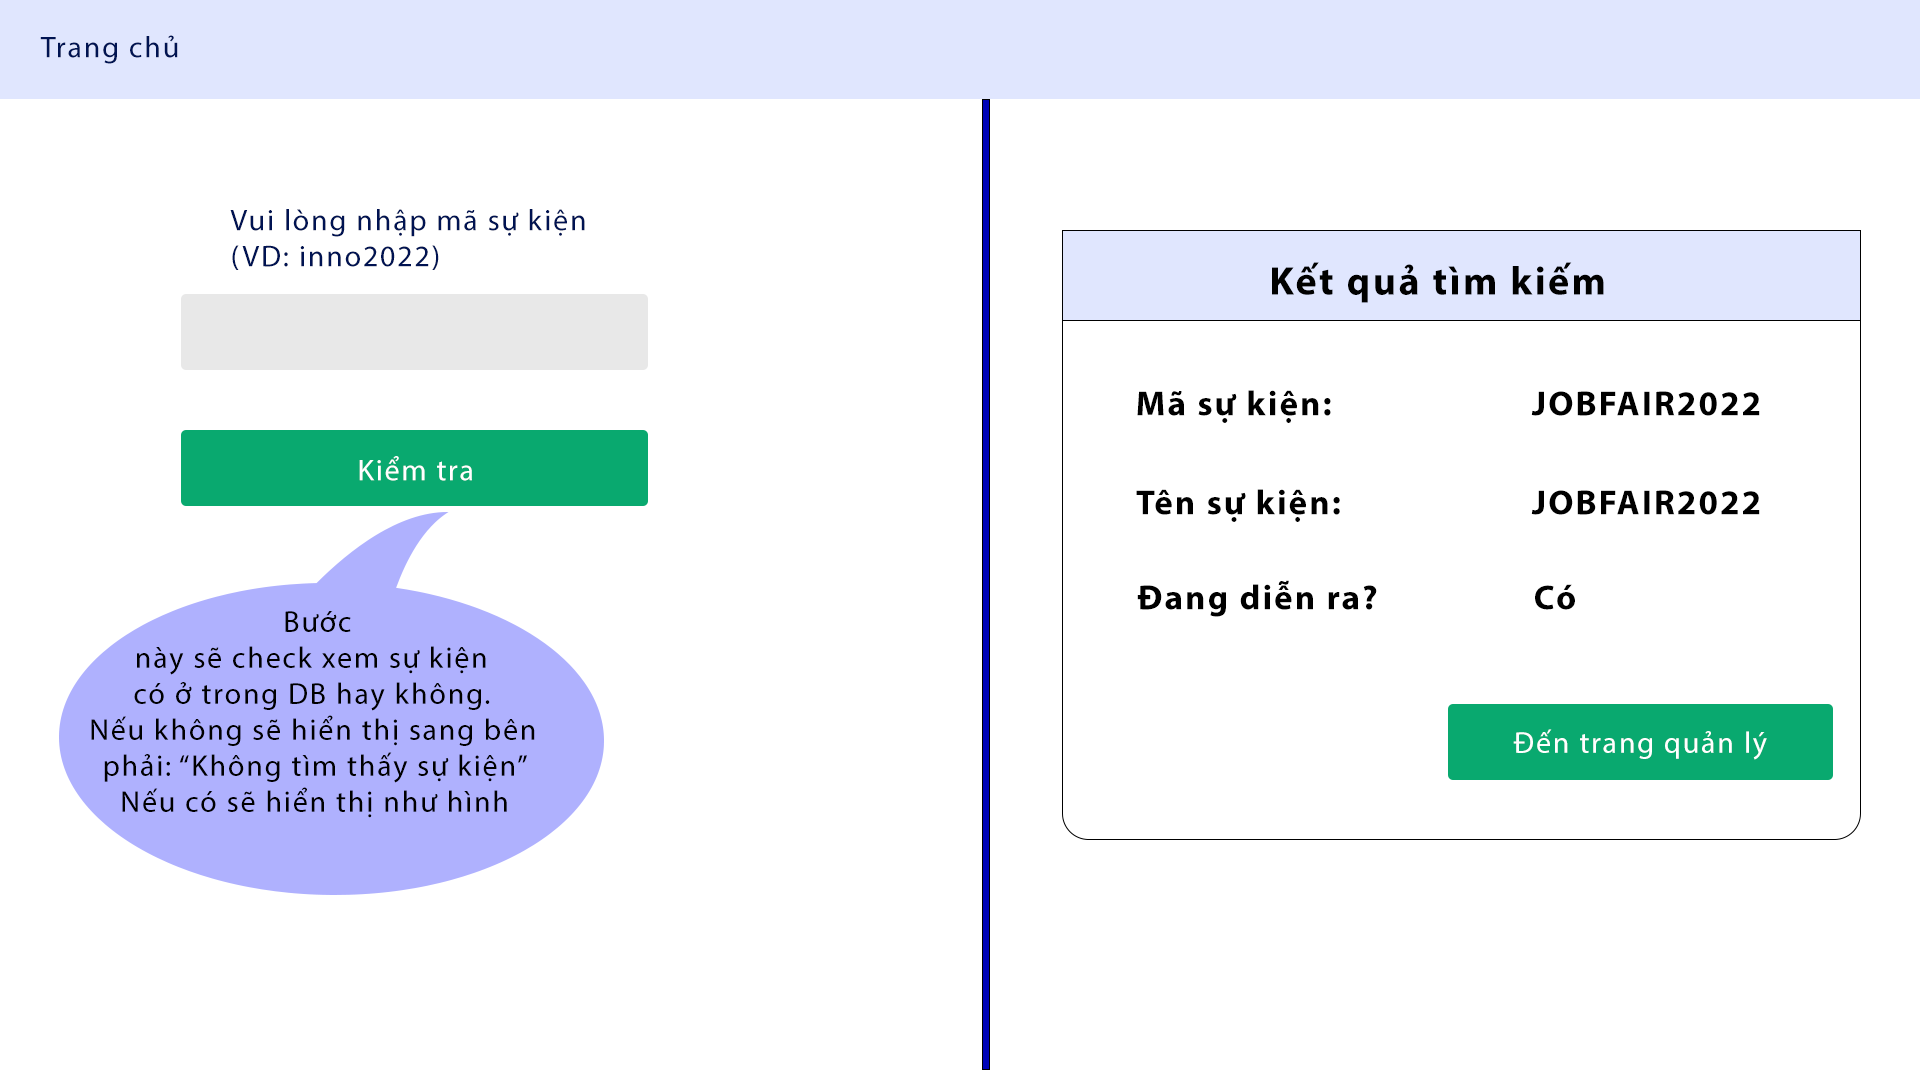 Trang chủ
Vui lòng nhập mã sự kiện
(VD: inno2022)
Kiểm tra
Bước
này sẽ check xem sự kiện
có ở trong DB hay không.
Nếu không sẽ hiển thị sang bên
phải: “Không tìm thấy sự kiện”
Nếu có sẽ hiển thị như hình
Kết quả tìm kiếm
Mã sự kiện: JOBFAIR2022
Tên sự kiện: JOBFAIR2022
Đang diễn ra? Có
Đến trang quản lý